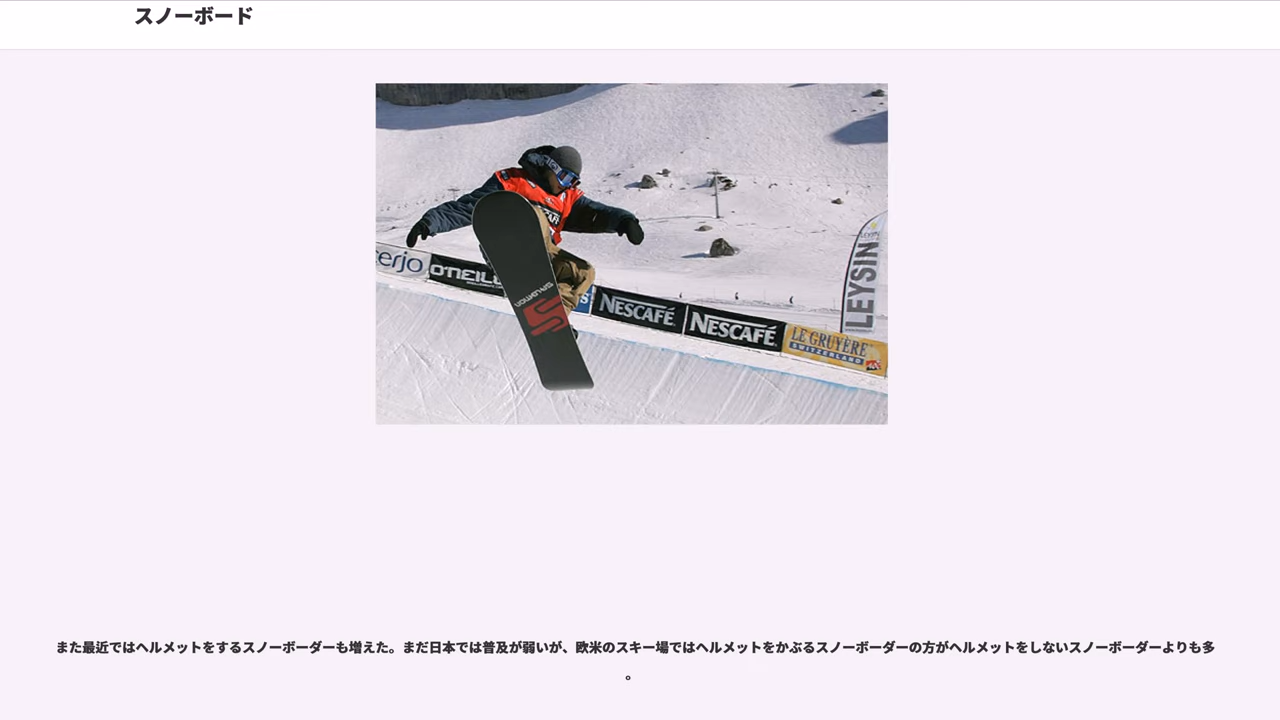 スノーボード
erjo
O'NEILL
NESCAFÉ
NESCAFÉ
LE GRUYÈRE
SWITZERLAND
LEYSIN
また最近ではヘルメットをするスノーボーダーも増えた。まだ日本では普及が弱いが、欧米のスキー場ではヘルメットをかぶるスノーボーダーの方がヘルメットをしないスノーボーダーよりも多
。